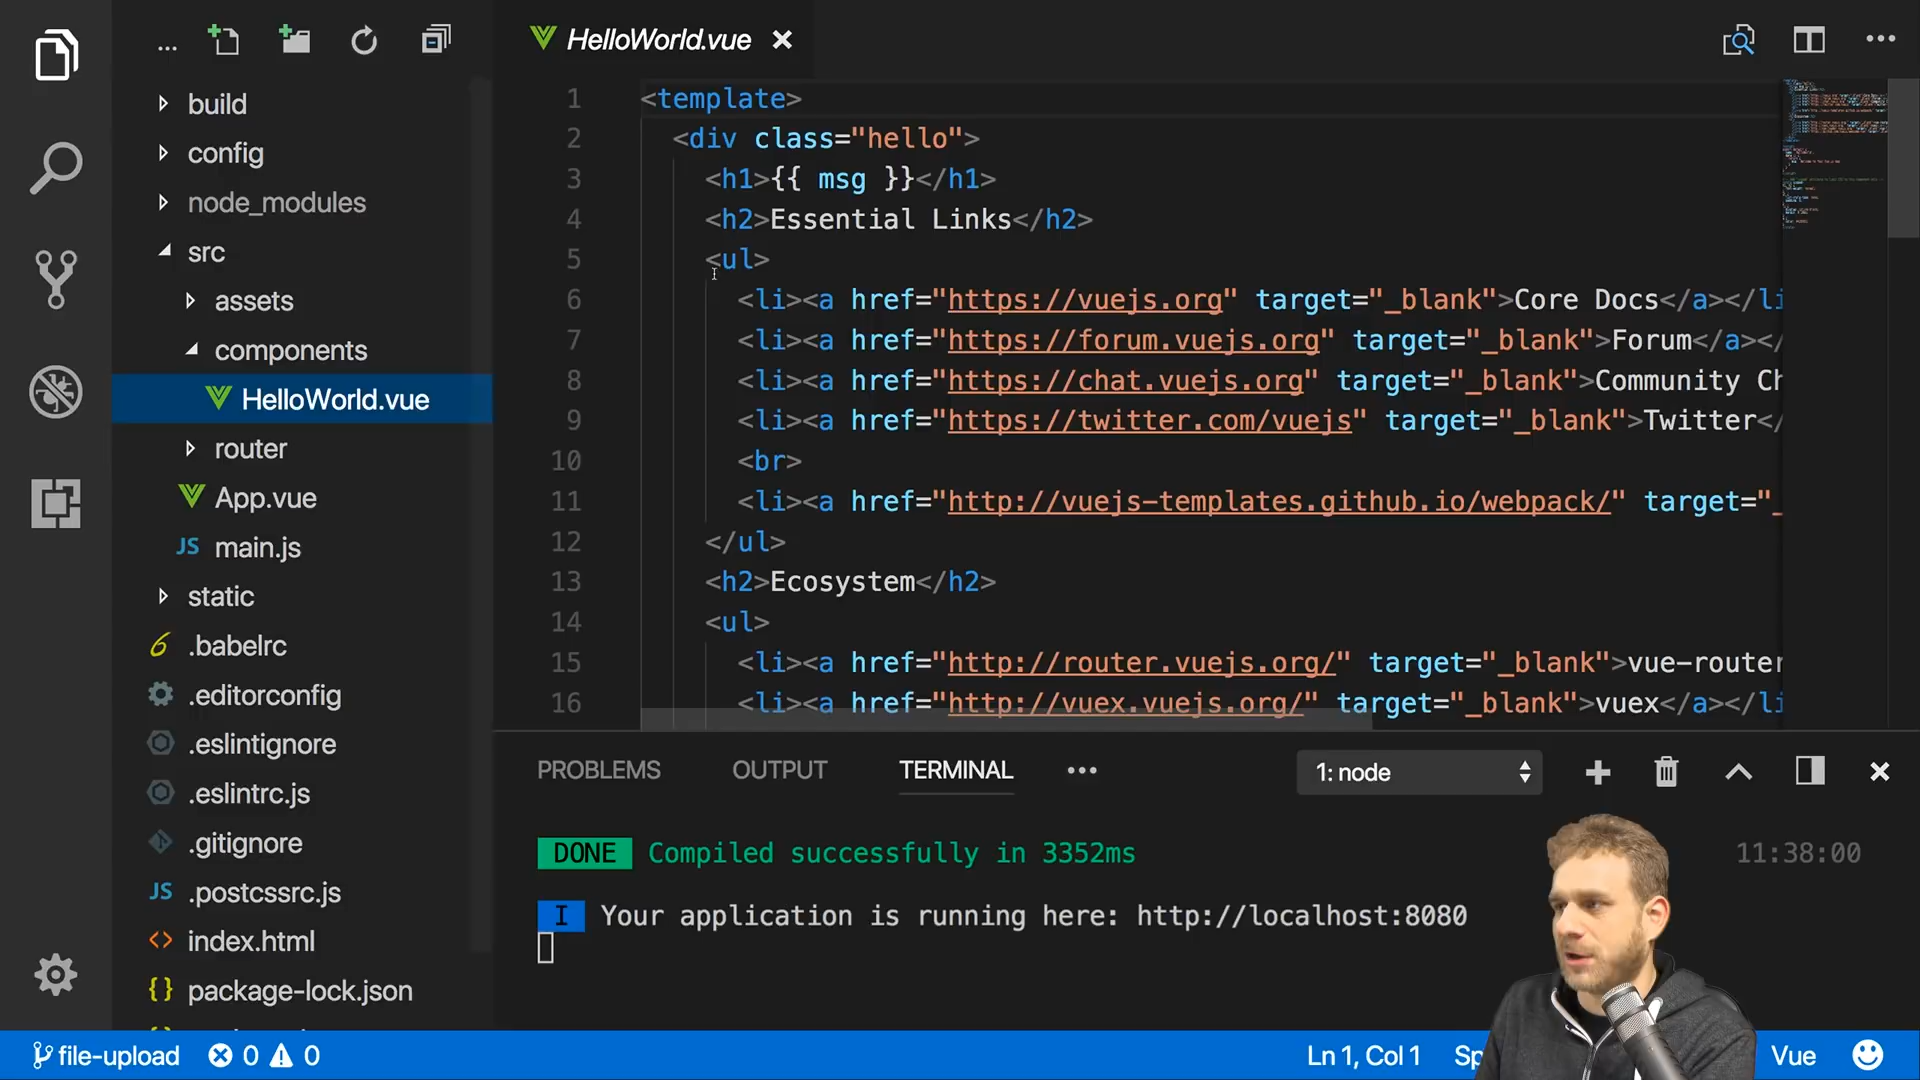 ...
build
config
node_modules
src
assets
components
HelloWorld.vue
router
App.vue
JS main.js
static
.babelrc
.editorconfig
.eslintignore
.eslintrc.js
.gitignore
JS .postcssrc.js
<> index.html
{} package-lock.json
HelloWorld.vue
1 <template>
2 <div class="hello">
3 <h1>{{ msg }}</h1>
4 <h2>Essential Links</h2>
5 <ul>
6 <li><a href="https://vuejs.org" target="_blank">Core Docs</a></li
7 <li><a href="https://forum.vuejs.org" target="_blank">Forum</a></
8 <li><a href="https://chat.vuejs.org" target="_blank">Community Ch
9 <li><a href="https://twitter.com/vuejs" target="_blank">Twitter</
10 <br>
11 <li><a href="http://vuejs-templates.github.io/webpack/" target="_
12 </ul>
13 <h2>Ecosystem</h2>
14 <ul>
15 <li><a href="http://router.vuejs.org/" target="_blank">vue-router
16 <li><a href="http://vuex.vuejs.org/" target="_blank">vuex</a></li
PROBLEMS OUTPUT TERMINAL ... 1: node
DONE Compiled successfully in 3352ms 11:38:00
I Your application is running here: http://localhost:8080
file-upload 0 0 Ln 1, Col 1 Sp Vue